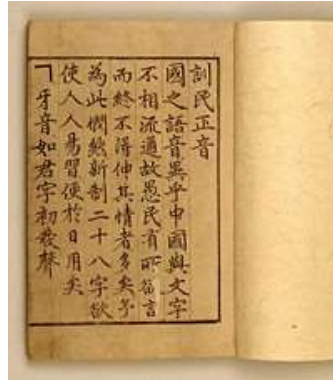 訓民正音
國之語音異乎中國與文字
不相流通故愚民有所欲言
而終不得伸其情者多矣予
為此憫然新制二十八字欲
使人人易習便於日用矣
ㄱ牙音如君字初發聲